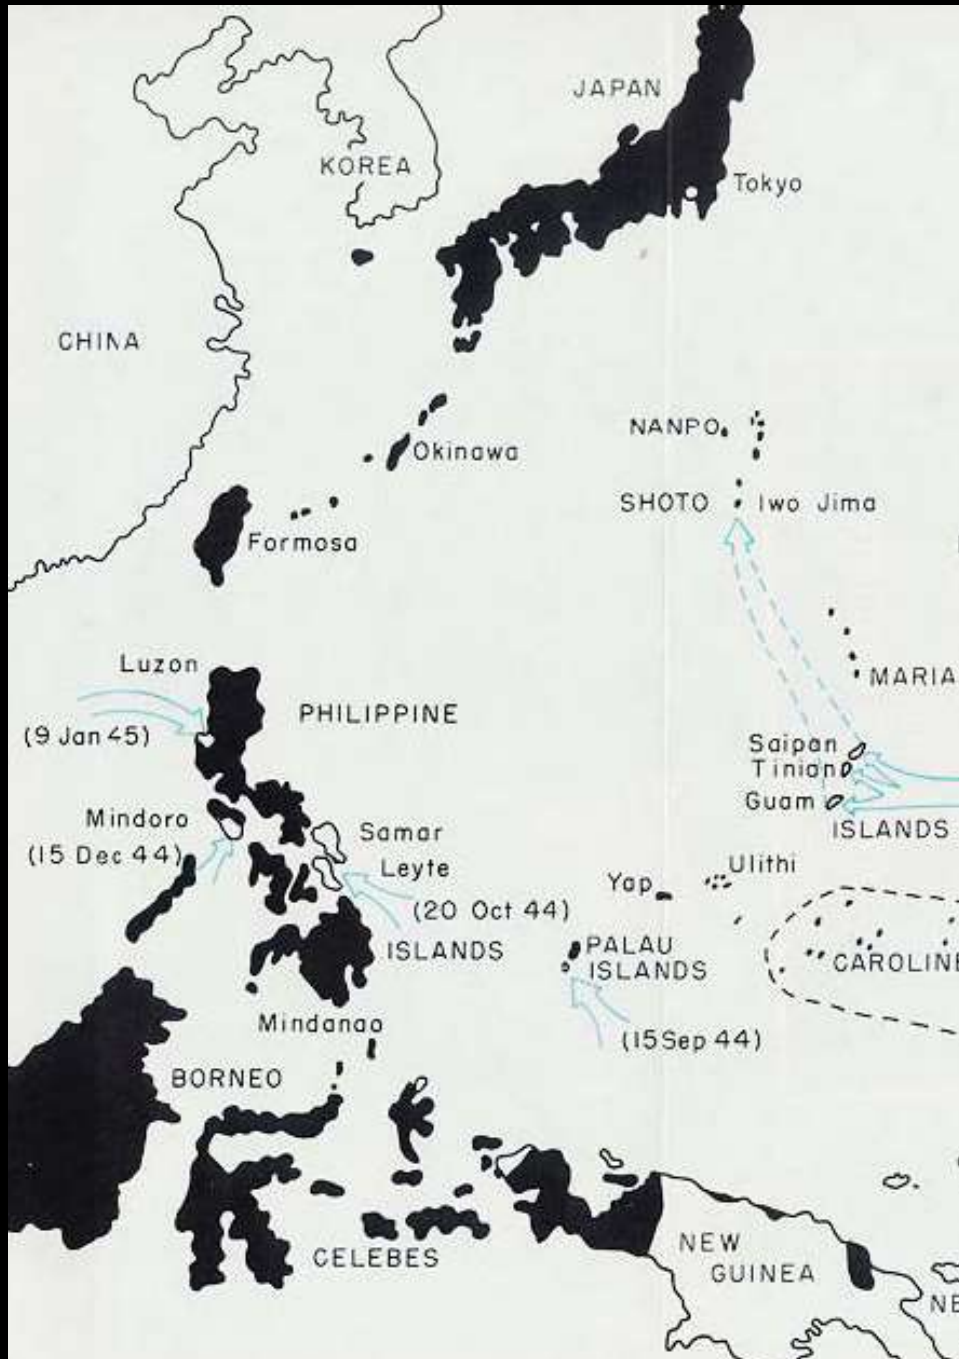 JAPAN
KOREA
Tokyo
CHINA
NANPO
Okinawa
SHOTO
Iwo Jima
Formosa
Luzon
MARIA
PHILIPPINE
(9 Jan 45)
Saipan
Tinian
Guam
Mindoro
Samar
ISLANDS
(15 Dec 44)
Leyte
Ulithi
Yap
(20 Oct 44)
ISLANDS
PALAU
ISLANDS
CAROLINE
Mindanao
(15 Sep 44)
BORNEO
NEW
GUINEA
CELEBES
NE